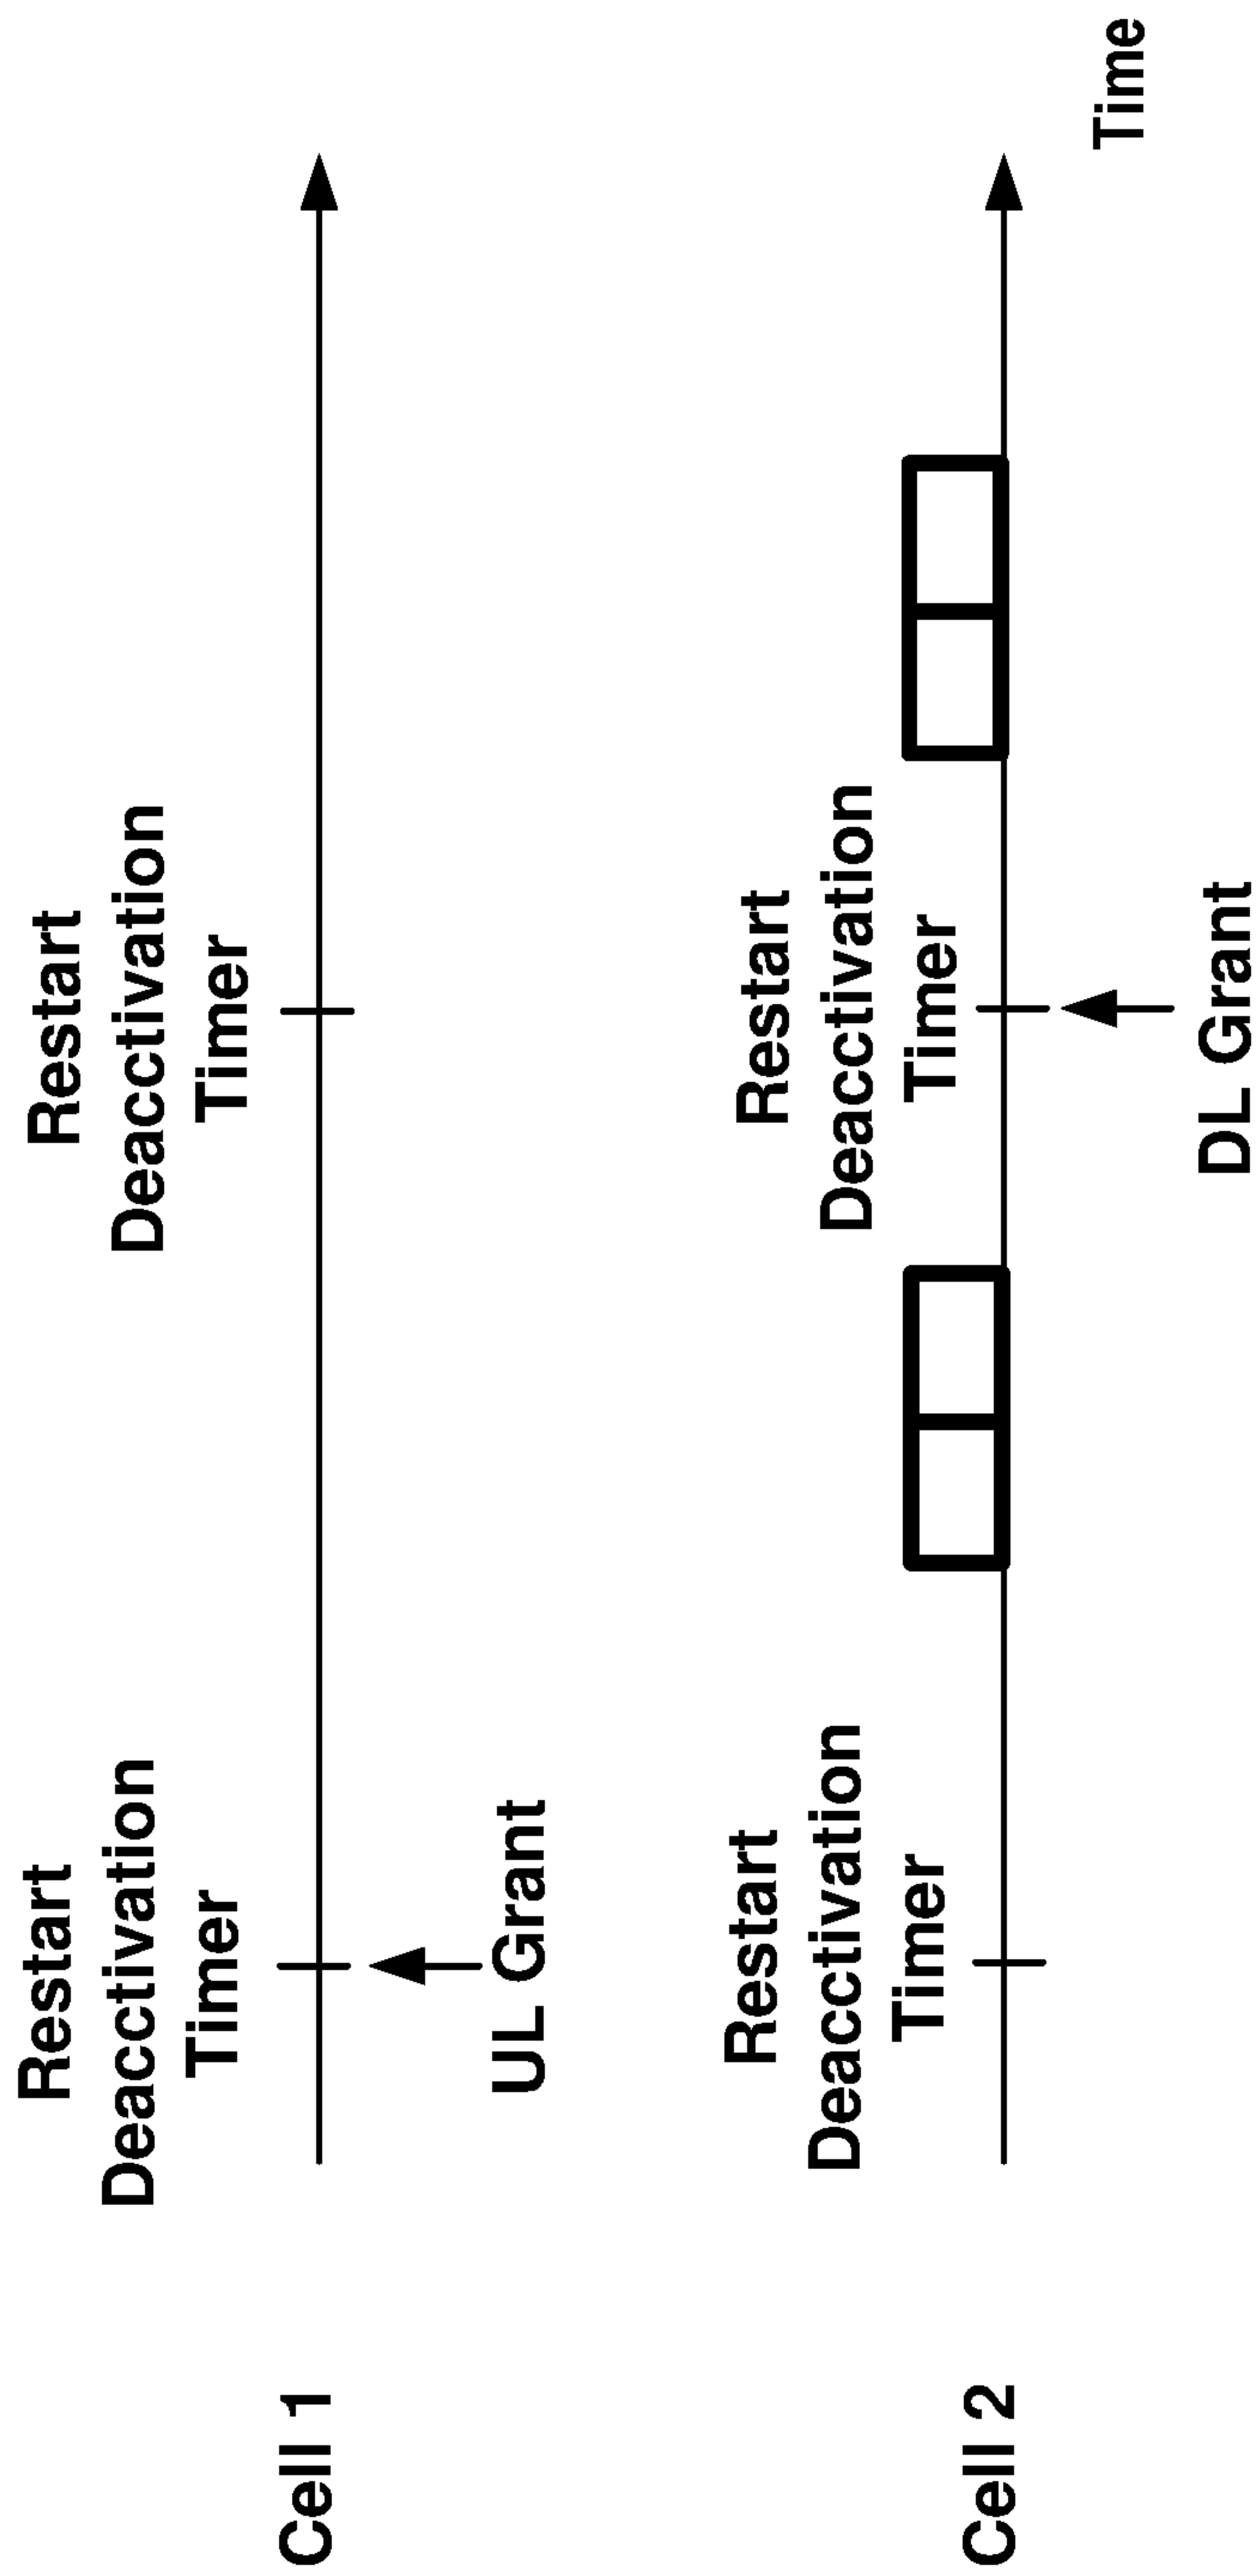 Restart
Deacctivation
Timer
Restart
Deacctivation
Timer
Cell 1
UL Grant
Restart
Deacctivation
Timer
Restart
Deacctivation
Timer
Cell 2
DL Grant
Time